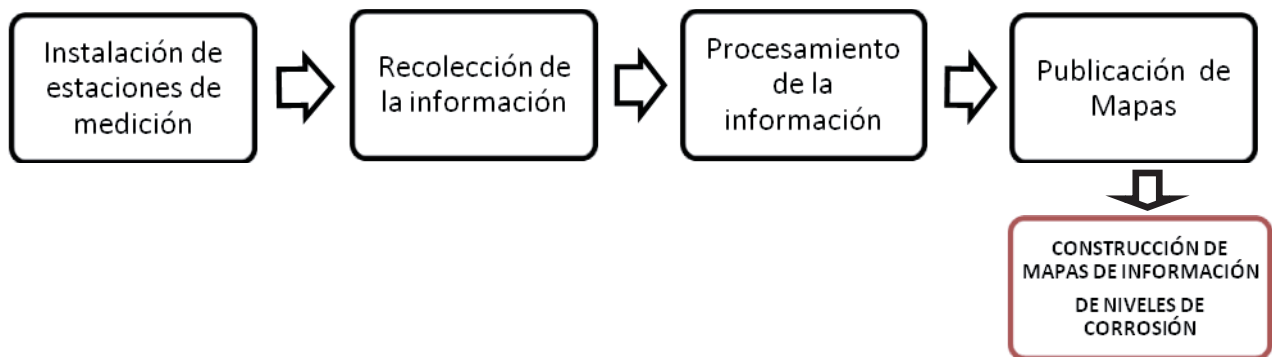 Instalación de
estaciones de
medición
Recolección de
la información
Procesamiento
de la
información
Publicación de
Mapas
CONSTRUCCIÓN DE
MAPAS DE INFORMACIÓN
DE NIVELES DE
CORROSIÓN